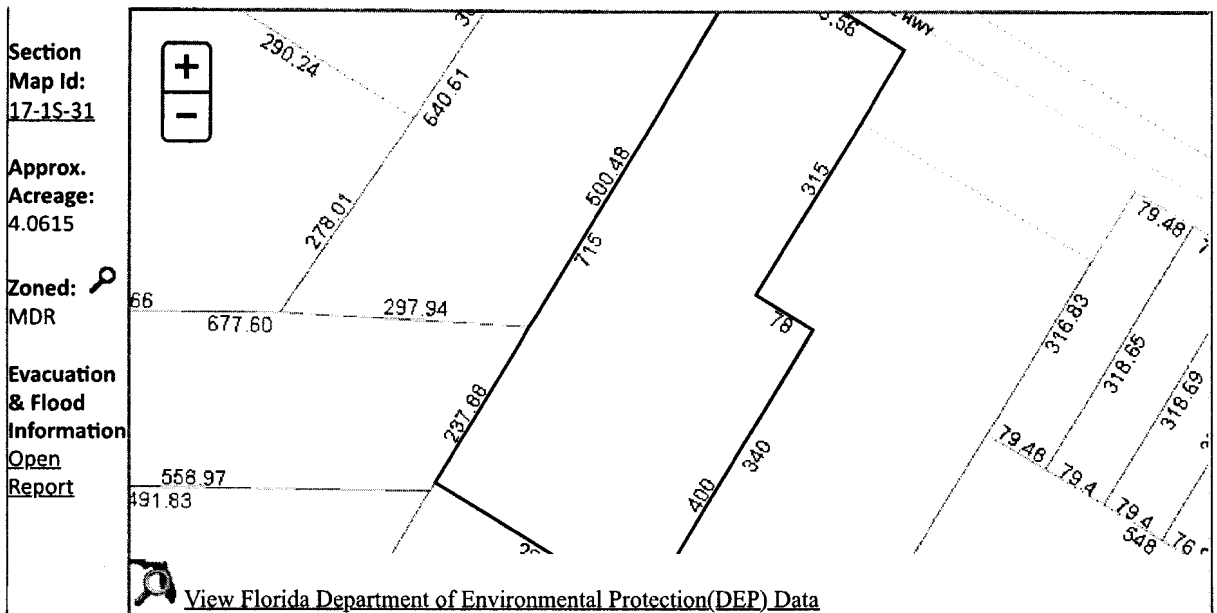 Section
Map Id:
17-1S-31
Approx.
Acreage:
4.0615
Zoned:
MDR
Evacuation
& Flood
Information
Open
Report
+
−
290.24
640.61
278.01
66
677.60
297.94
500.48
715
237.88
558.97
491.83
HWY
315
78
340
400
79.48
316.83
318.65
318.69
79.48
79.4
79.4
548
View Florida Department of Environmental Protection(DEP) Data